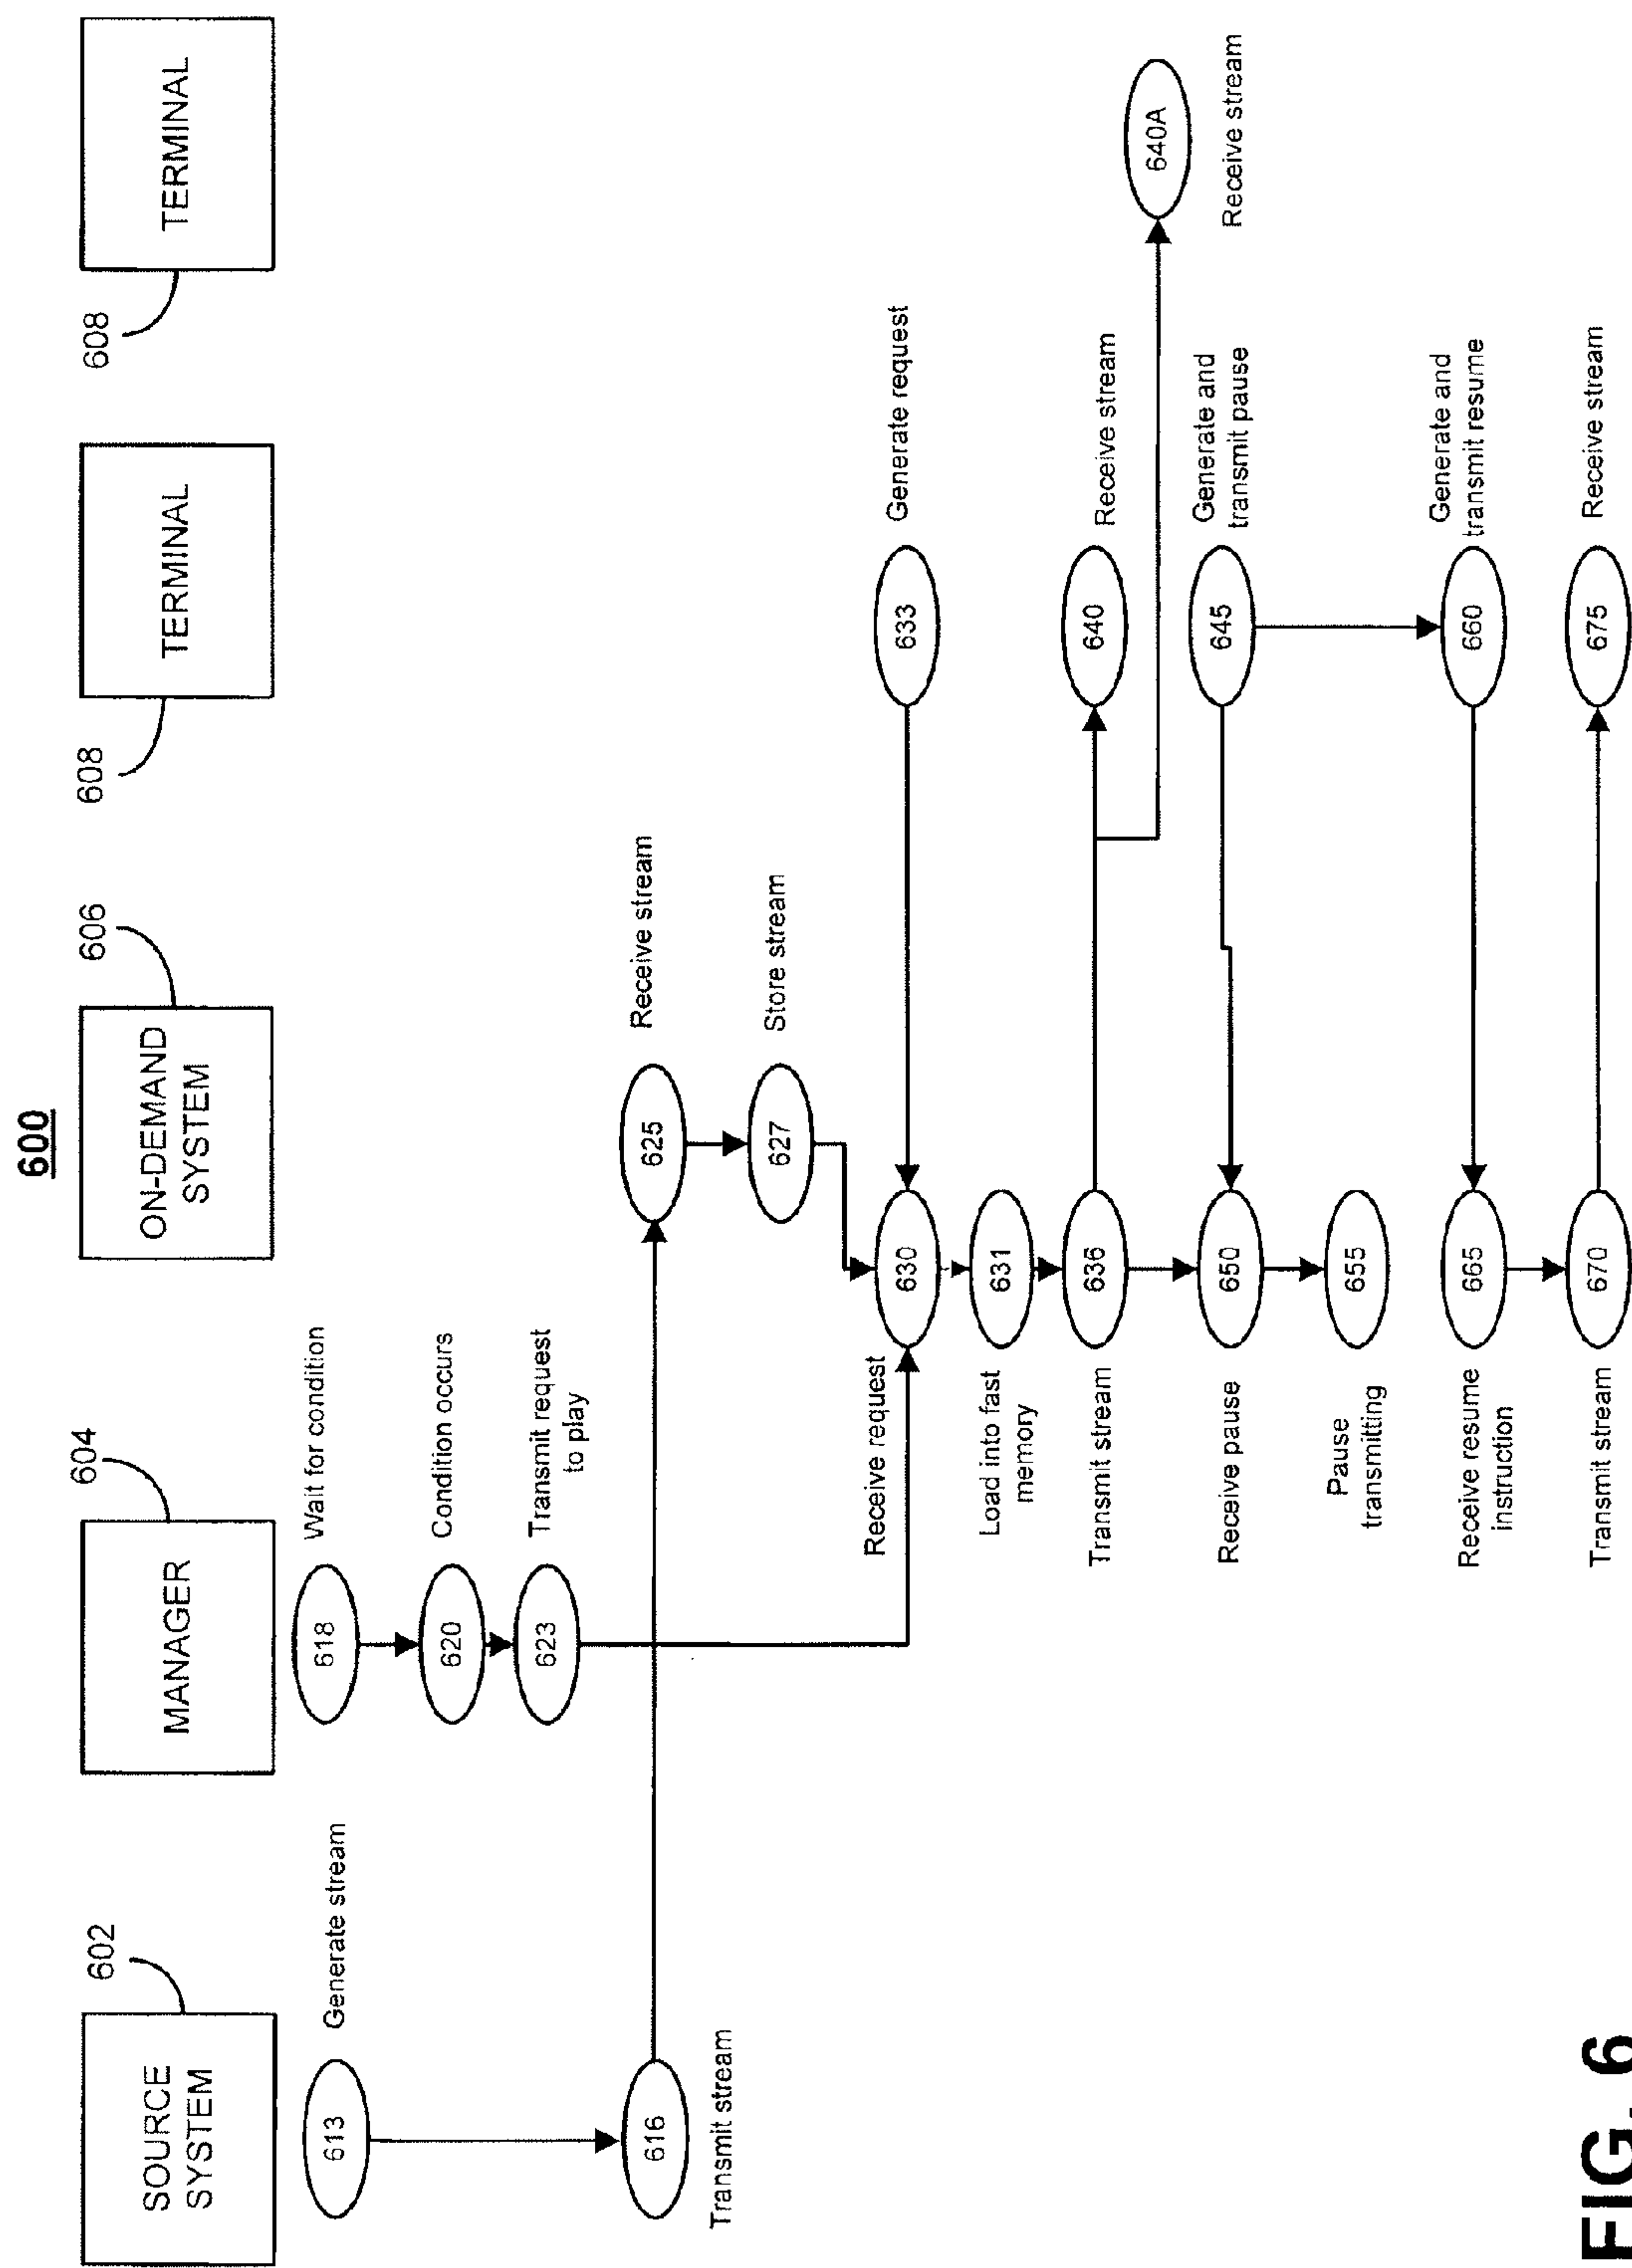 600
602
SOURCE
SYSTEM
604
MANAGER
606
ON-DEMAND
SYSTEM
608
TERMINAL
608
TERMINAL
613
Generate stream
618
Wait for condition
620
Condition occurs
623
Transmit request
to play
616
Transmit stream
625
Receive stream
627
Store stream
Receive request
630
633
Generate request
Load into fast
memory
631
Transmit stream
636
640
Receive stream
640A
Receive stream
Receive pause
650
645
Generate and
transmit pause
Pause
transmitting
655
Receive resume
instruction
665
660
Generate and
transmit resume
Transmit stream
670
675
Receive stream
FIG. 6